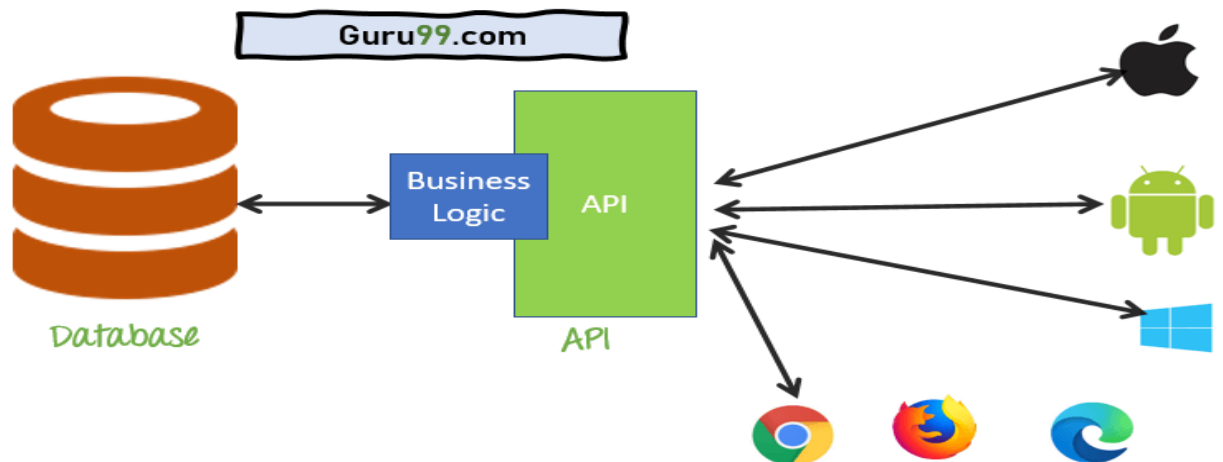 Guru99.com
Business
Logic
API
Database
API